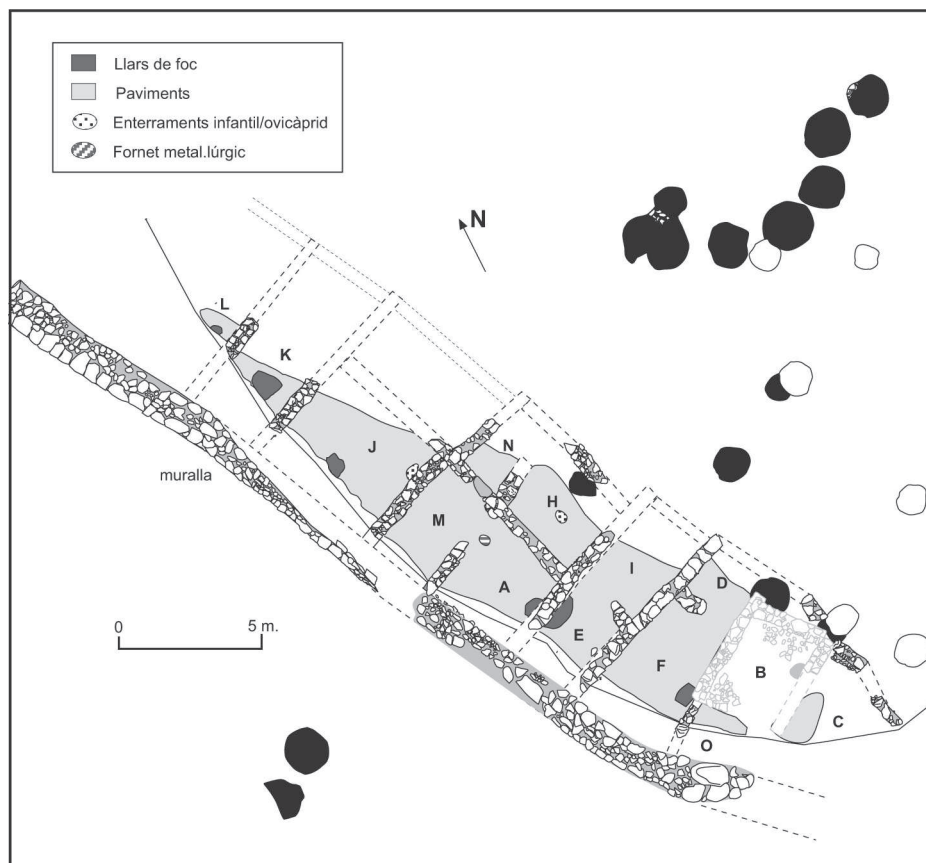 Llars de foc
Paviments
Enterraments infantil/ovicàprid
Fornet metal.lúrgic
N
L
K
muralla
J
N
H
M
I
A
D
E
F
B
C
O
0 5 m.